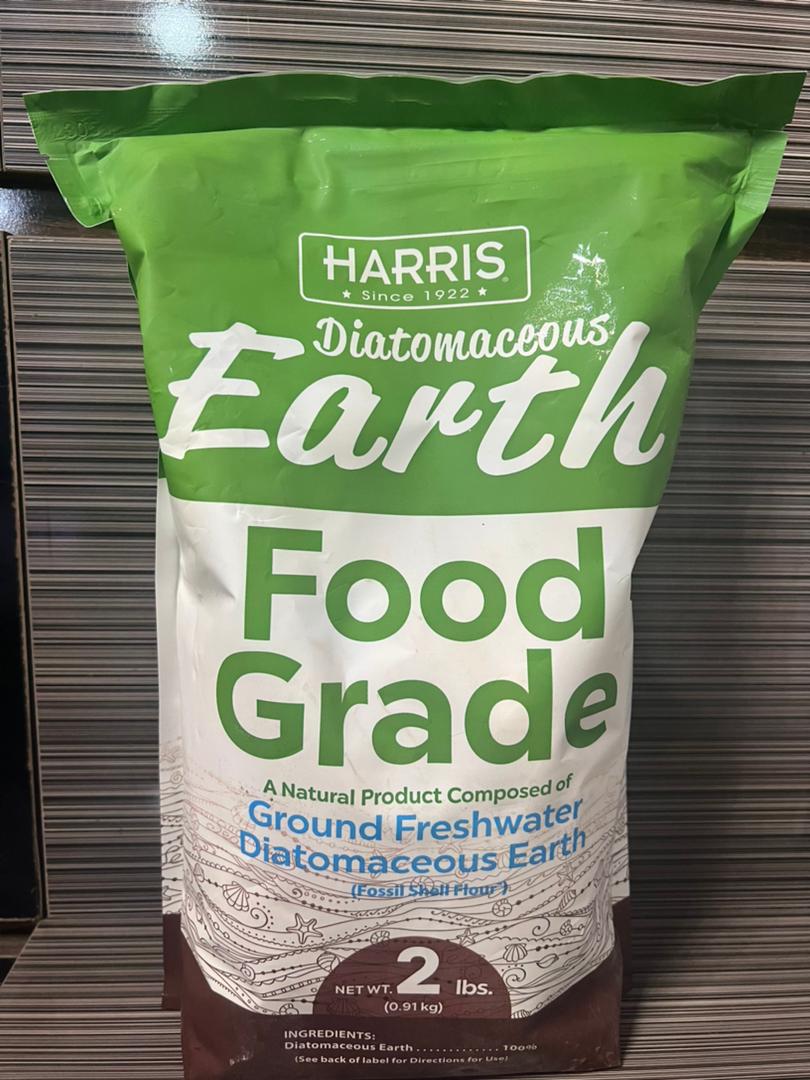 HARRIS®
★ Since 1922 ★
Diatomaceous
Earth
Food
Grade
A Natural Product Composed of
Ground Freshwater
Diatomaceous Earth
(Fossil Shell Flour®)
NET WT. 2 lbs.
(0.91 kg)
INGREDIENTS:
Diatomaceous Earth ............. 100%
(See back of label for Directions for Use)